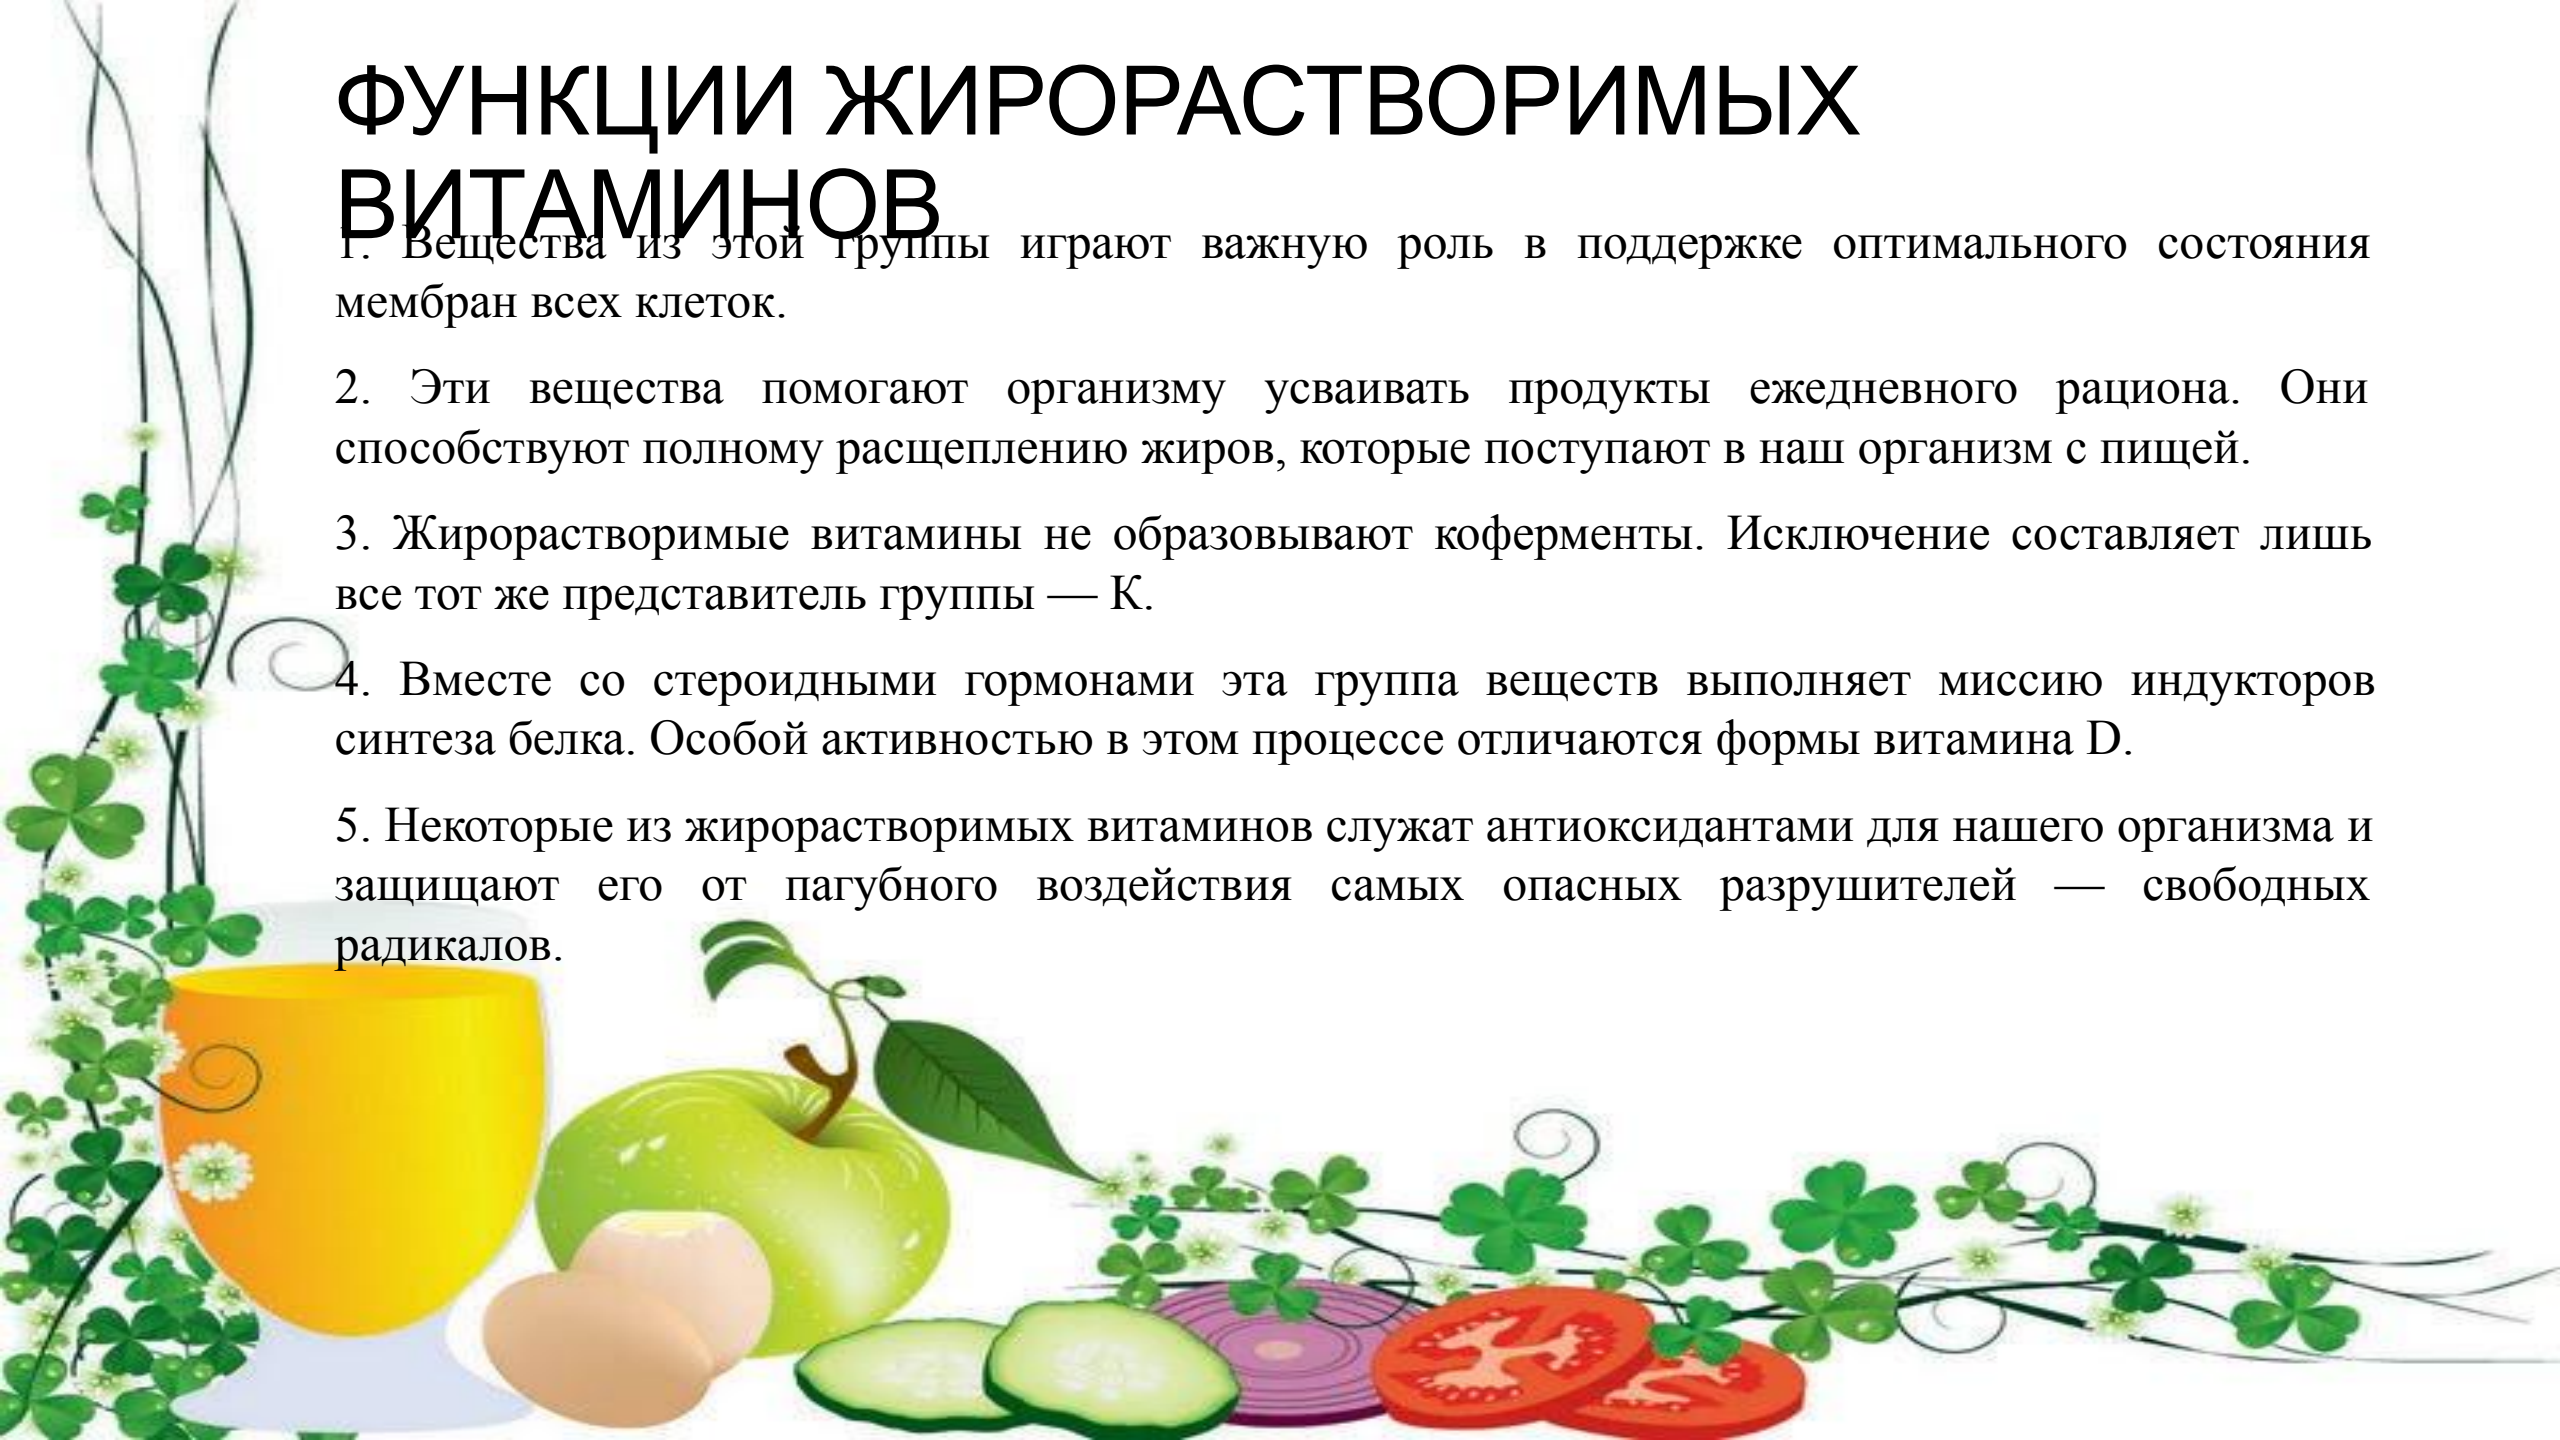 ФУНКЦИИ ЖИРОРАСТВОРИМЫХ
ВИТАМИНОВ
1. Вещества из этой группы играют важную роль в поддержке оптимального состояния
мембран всех клеток.
2. Эти вещества помогают организму усваивать продукты ежедневного рациона. Они
способствуют полному расщеплению жиров, которые поступают в наш организм с пищей.
3. Жирорастворимые витамины не образовывают коферменты. Исключение составляет лишь
все тот же представитель группы — К.
4. Вместе со стероидными гормонами эта группа веществ выполняет миссию индукторов
синтеза белка. Особой активностью в этом процессе отличаются формы витамина D.
5. Некоторые из жирорастворимых витаминов служат антиоксидантами для нашего организма и
защищают его от пагубного воздействия самых опасных разрушителей — свободных
радикалов.